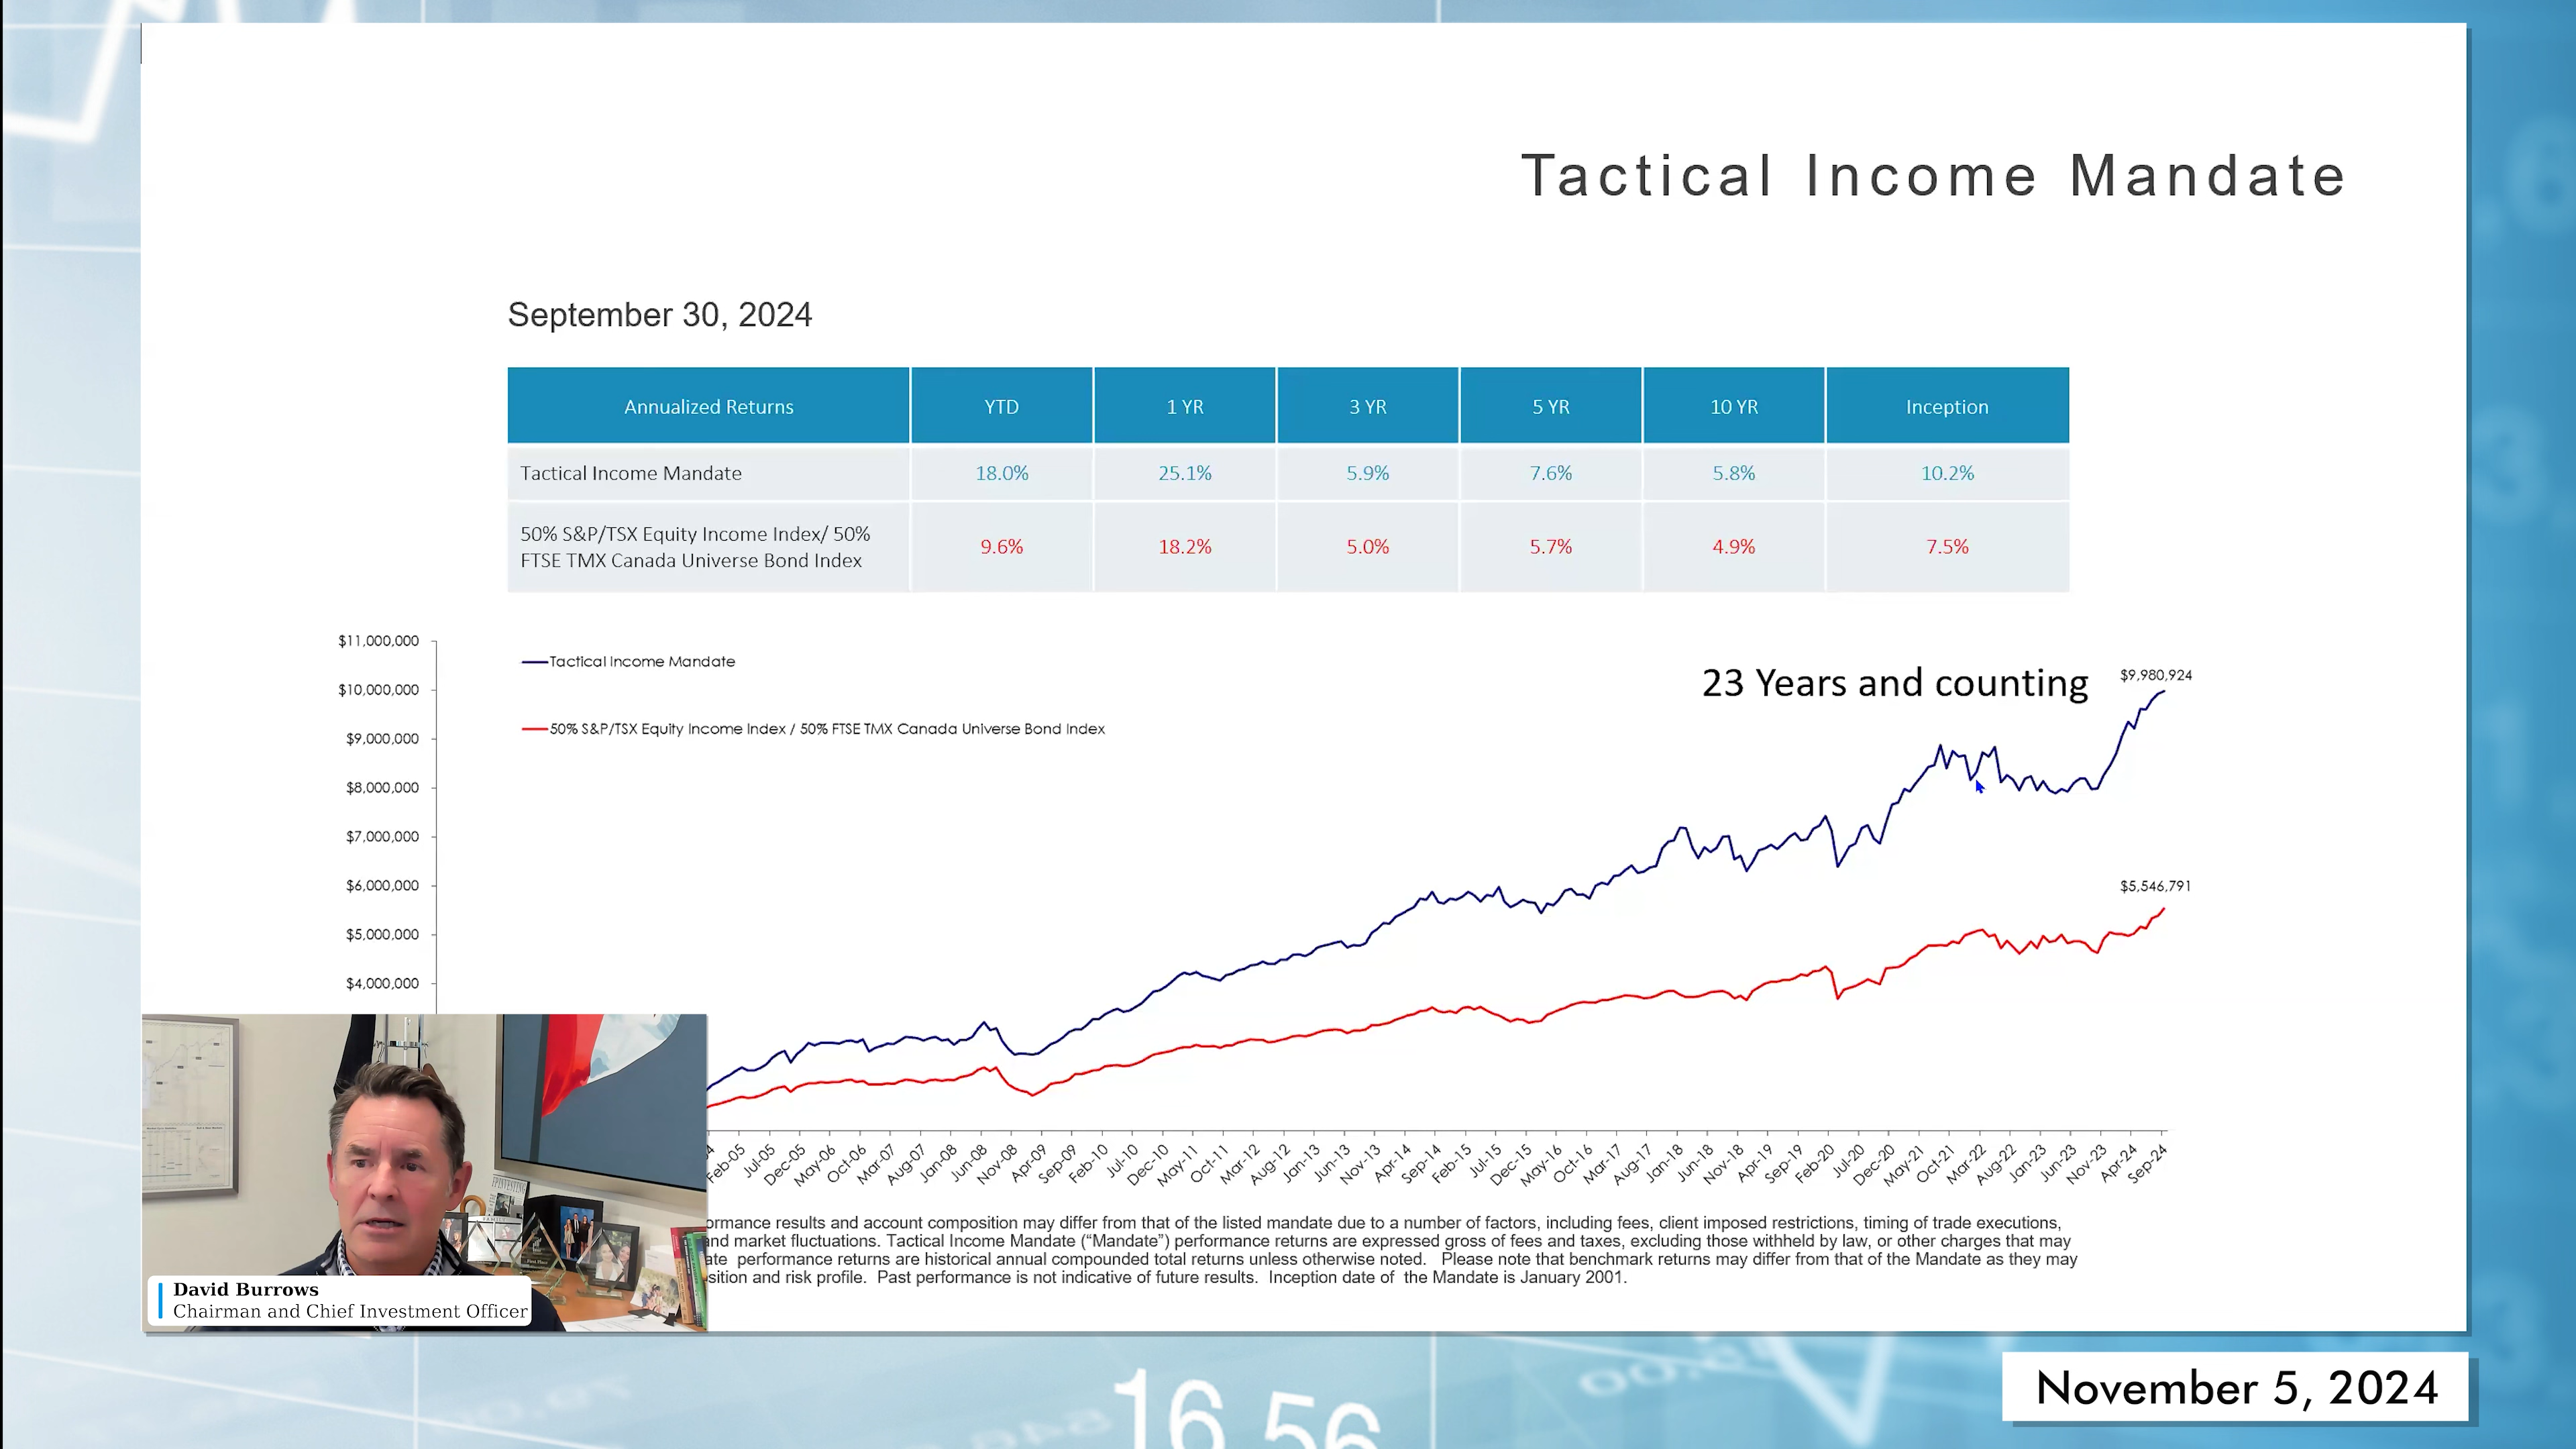 Tactical Income Mandate
September 30, 2024
Annualized Returns YTD 1 YR 3 YR 5 YR 10 YR Inception
Tactical Income Mandate 18.0% 25.1% 5.9% 7.6% 5.8% 10.2%
50% S&P/TSX Equity Income Index/ 50%
FTSE TMX Canada Universe Bond Index 9.6% 18.2% 5.0% 5.7% 4.9% 7.5%
$11,000,000
$10,000,000
$9,000,000
$8,000,000
$7,000,000
$6,000,000
$5,000,000
$4,000,000
Tactical Income Mandate
50% S&P/TSX Equity Income Index / 50% FTSE TMX Canada Universe Bond Index
23 Years and counting
$9,980,924
$5,546,791
Feb-05 Jul-05 Dec-05 May-06 Oct-06 Mar-07 Aug-07 Jan-08 Jun-08 Nov-08 Apr-09 Sep-09 Feb-10 Jul-10 Dec-10 May-11 Oct-11 Mar-12 Aug-12 Jan-13 Jun-13 Nov-13 Apr-14 Sep-14 Feb-15 Jul-15 Dec-15 May-16 Oct-16 Mar-17 Aug-17 Jan-18 Jun-18 Nov-18 Apr-19 Sep-19 Feb-20 Jul-20 Dec-20 May-21 Oct-21 Mar-22 Aug-22 Jan-23 Jun-23 Nov-23 Apr-24 Sep-24
ormance results and account composition may differ from that of the listed mandate due to a number of factors, including fees, client imposed restrictions, timing of trade executions,
and market fluctuations. Tactical Income Mandate (“Mandate”) performance returns are expressed gross of fees and taxes, excluding those withheld by law, or other charges that may
ate performance returns are historical annual compounded total returns unless otherwise noted. Please note that benchmark returns may differ from that of the Mandate as they may
sition and risk profile. Past performance is not indicative of future results. Inception date of the Mandate is January 2001.
David Burrows
Chairman and Chief Investment Officer
November 5, 2024
16.56